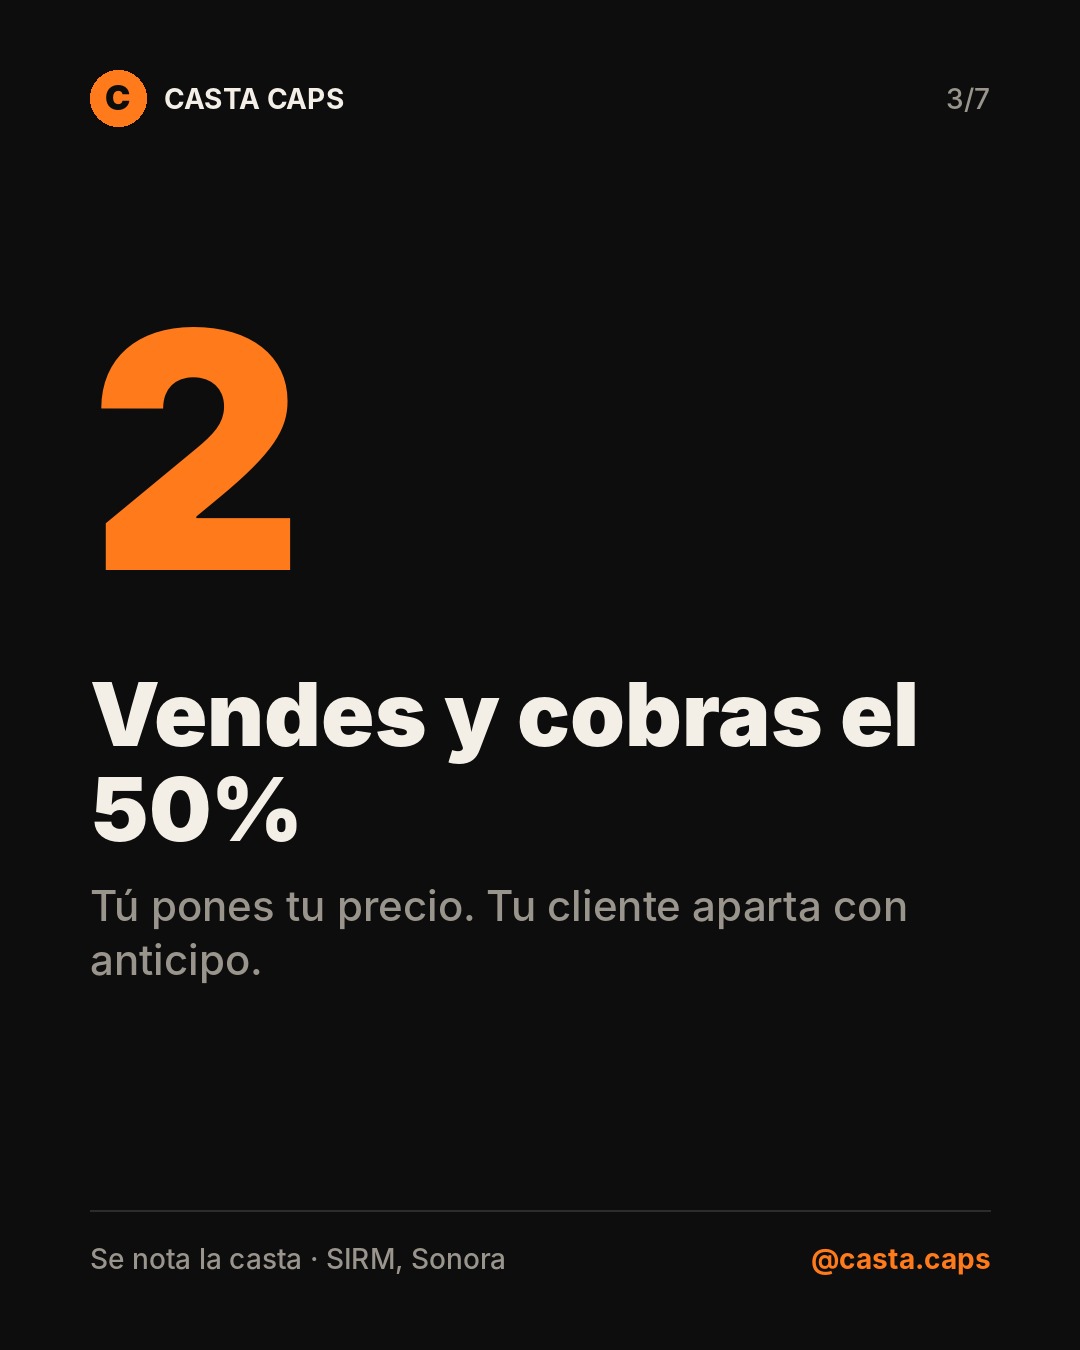 C CASTA CAPS
3/7
2
Vendes y cobras el
50%
Tú pones tu precio. Tu cliente aparta con
anticipo.
Se nota la casta · SIRM, Sonora
@casta.caps